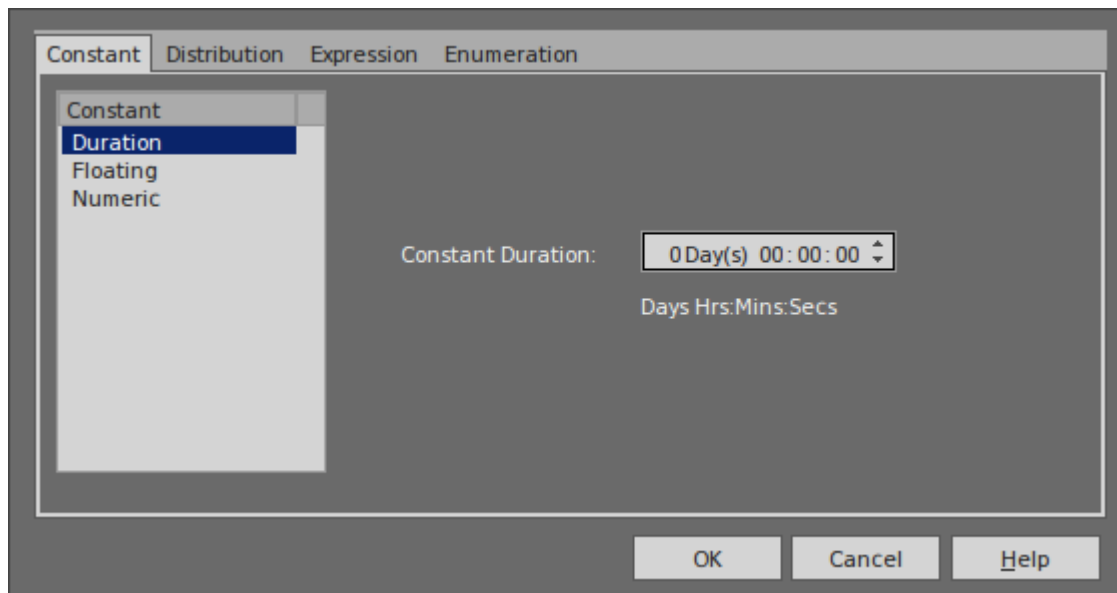 Constant Distribution Expression Enumeration
Constant
Duration
Floating
Numeric
Constant Duration: 0 Day(s) 00:00:00
Days Hrs:Mins:Secs
OK Cancel Help